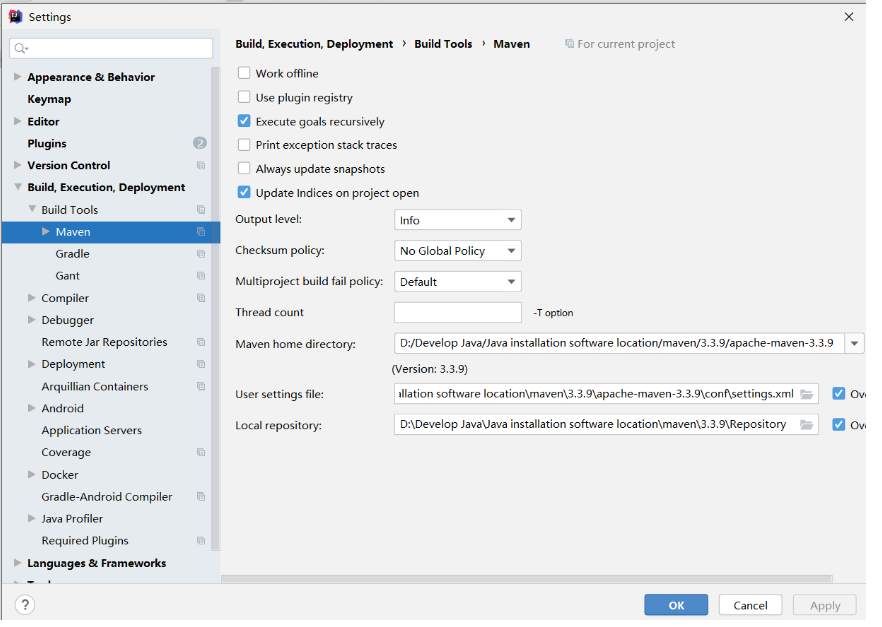 Settings
Appearance & Behavior
Keymap
Editor
Plugins 2
Version Control
Build, Execution, Deployment
Build Tools
Maven
Gradle
Gant
Compiler
Debugger
Remote Jar Repositories
Deployment
Arquillian Containers
Android
Application Servers
Coverage
Docker
Gradle-Android Compiler
Java Profiler
Required Plugins
Languages & Frameworks
Build, Execution, Deployment › Build Tools › Maven For current project
Work offline
Use plugin registry
Execute goals recursively
Print exception stack traces
Always update snapshots
Update Indices on project open
Output level: Info
Checksum policy: No Global Policy
Multiproject build fail policy: Default
Thread count -T option
Maven home directory: D:/Develop Java/Java installation software location/maven/3.3.9/apache-maven-3.3.9
(Version: 3.3.9)
User settings file: allation software location\maven\3.3.9\apache-maven-3.3.9\conf\settings.xml
Local repository: D:\Develop Java\Java installation software location\maven\3.3.9\Repository
? OK Cancel Apply